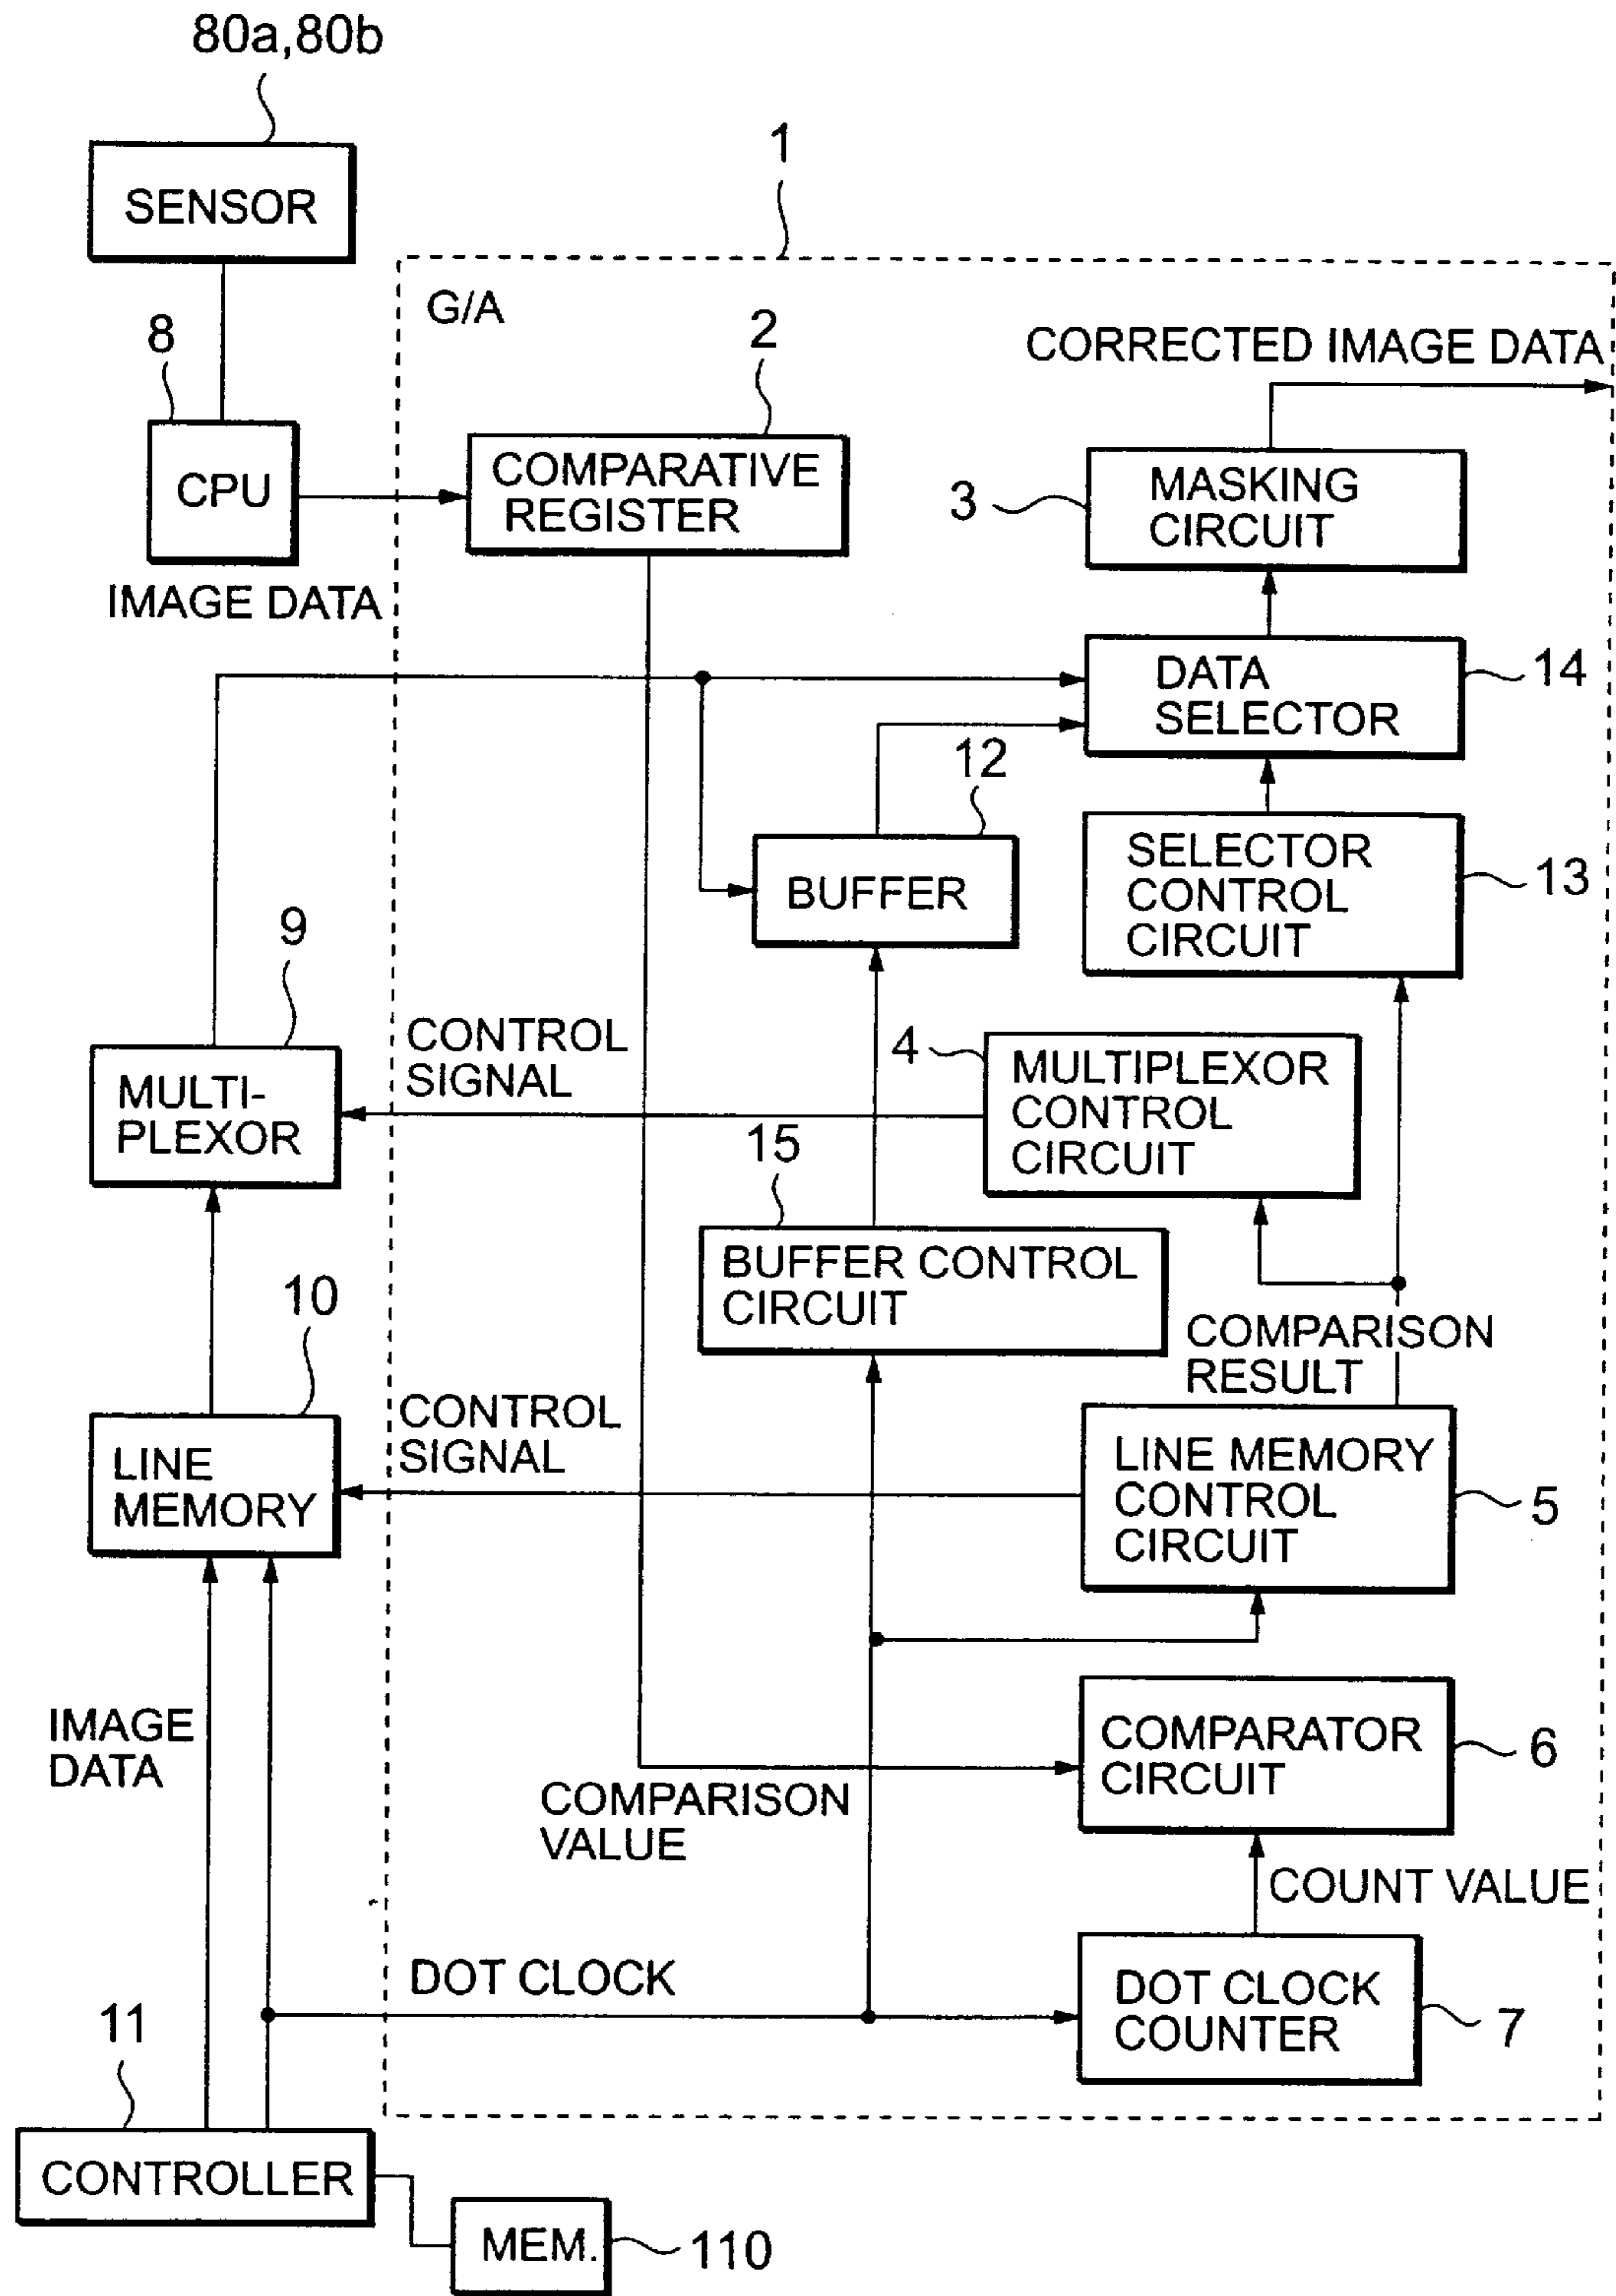 80a,80b
1
SENSOR
G/A
8
2
CORRECTED IMAGE DATA
CPU
COMPARATIVE
REGISTER
3
MASKING
CIRCUIT
IMAGE DATA
DATA
SELECTOR
14
12
BUFFER
SELECTOR
CONTROL
CIRCUIT
13
9
CONTROL
SIGNAL
4
MULTIPLEXOR
CONTROL
CIRCUIT
MULTI-
PLEXOR
15
BUFFER CONTROL
CIRCUIT
10
COMPARISON
RESULT
CONTROL
SIGNAL
LINE
MEMORY
LINE MEMORY
CONTROL
CIRCUIT
5
IMAGE
DATA
COMPARATOR
CIRCUIT
6
COMPARISON
VALUE
COUNT VALUE
DOT CLOCK
DOT CLOCK
COUNTER
7
11
CONTROLLER
MEM.
110